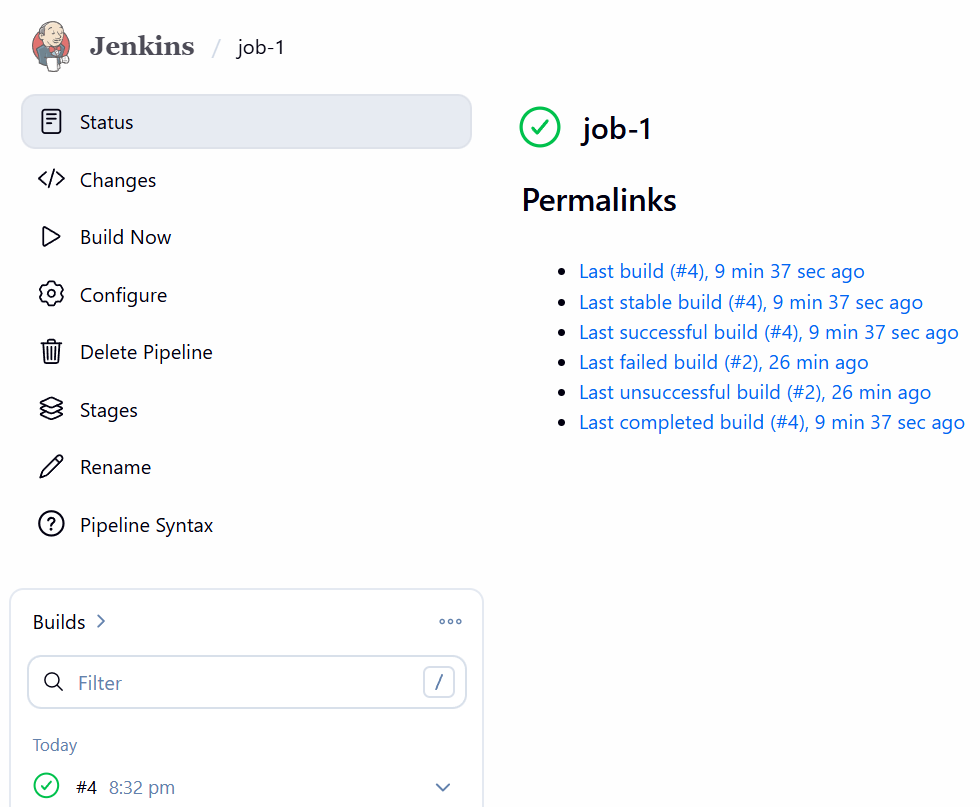 Jenkins / job-1
Status
Changes
Build Now
Configure
Delete Pipeline
Stages
Rename
Pipeline Syntax
Builds
Filter /
Today
#4 8:32 pm
job-1
Permalinks
Last build (#4), 9 min 37 sec ago
Last stable build (#4), 9 min 37 sec ago
Last successful build (#4), 9 min 37 sec ago
Last failed build (#2), 26 min ago
Last unsuccessful build (#2), 26 min ago
Last completed build (#4), 9 min 37 sec ago